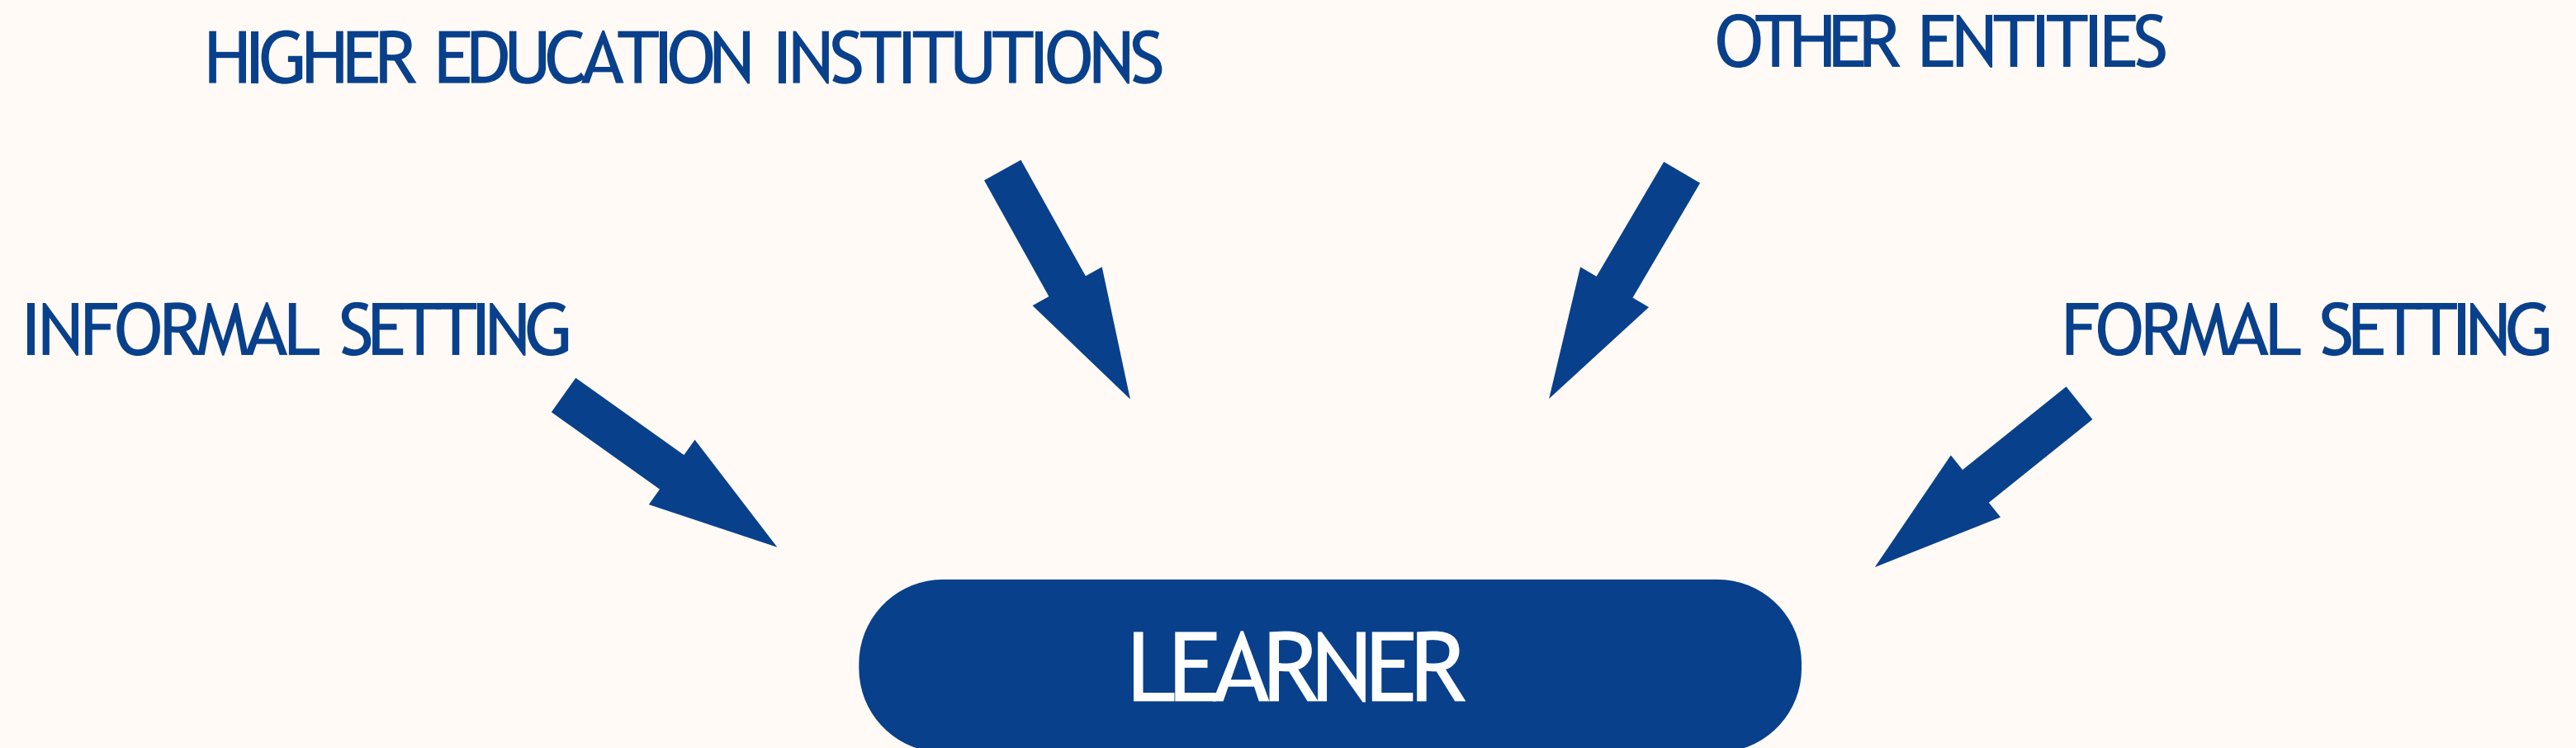 HIGHER EDUCATION INSTITUTIONS
OTHER ENTITIES
INFORMAL SETTING
FORMAL SETTING
LEARNER